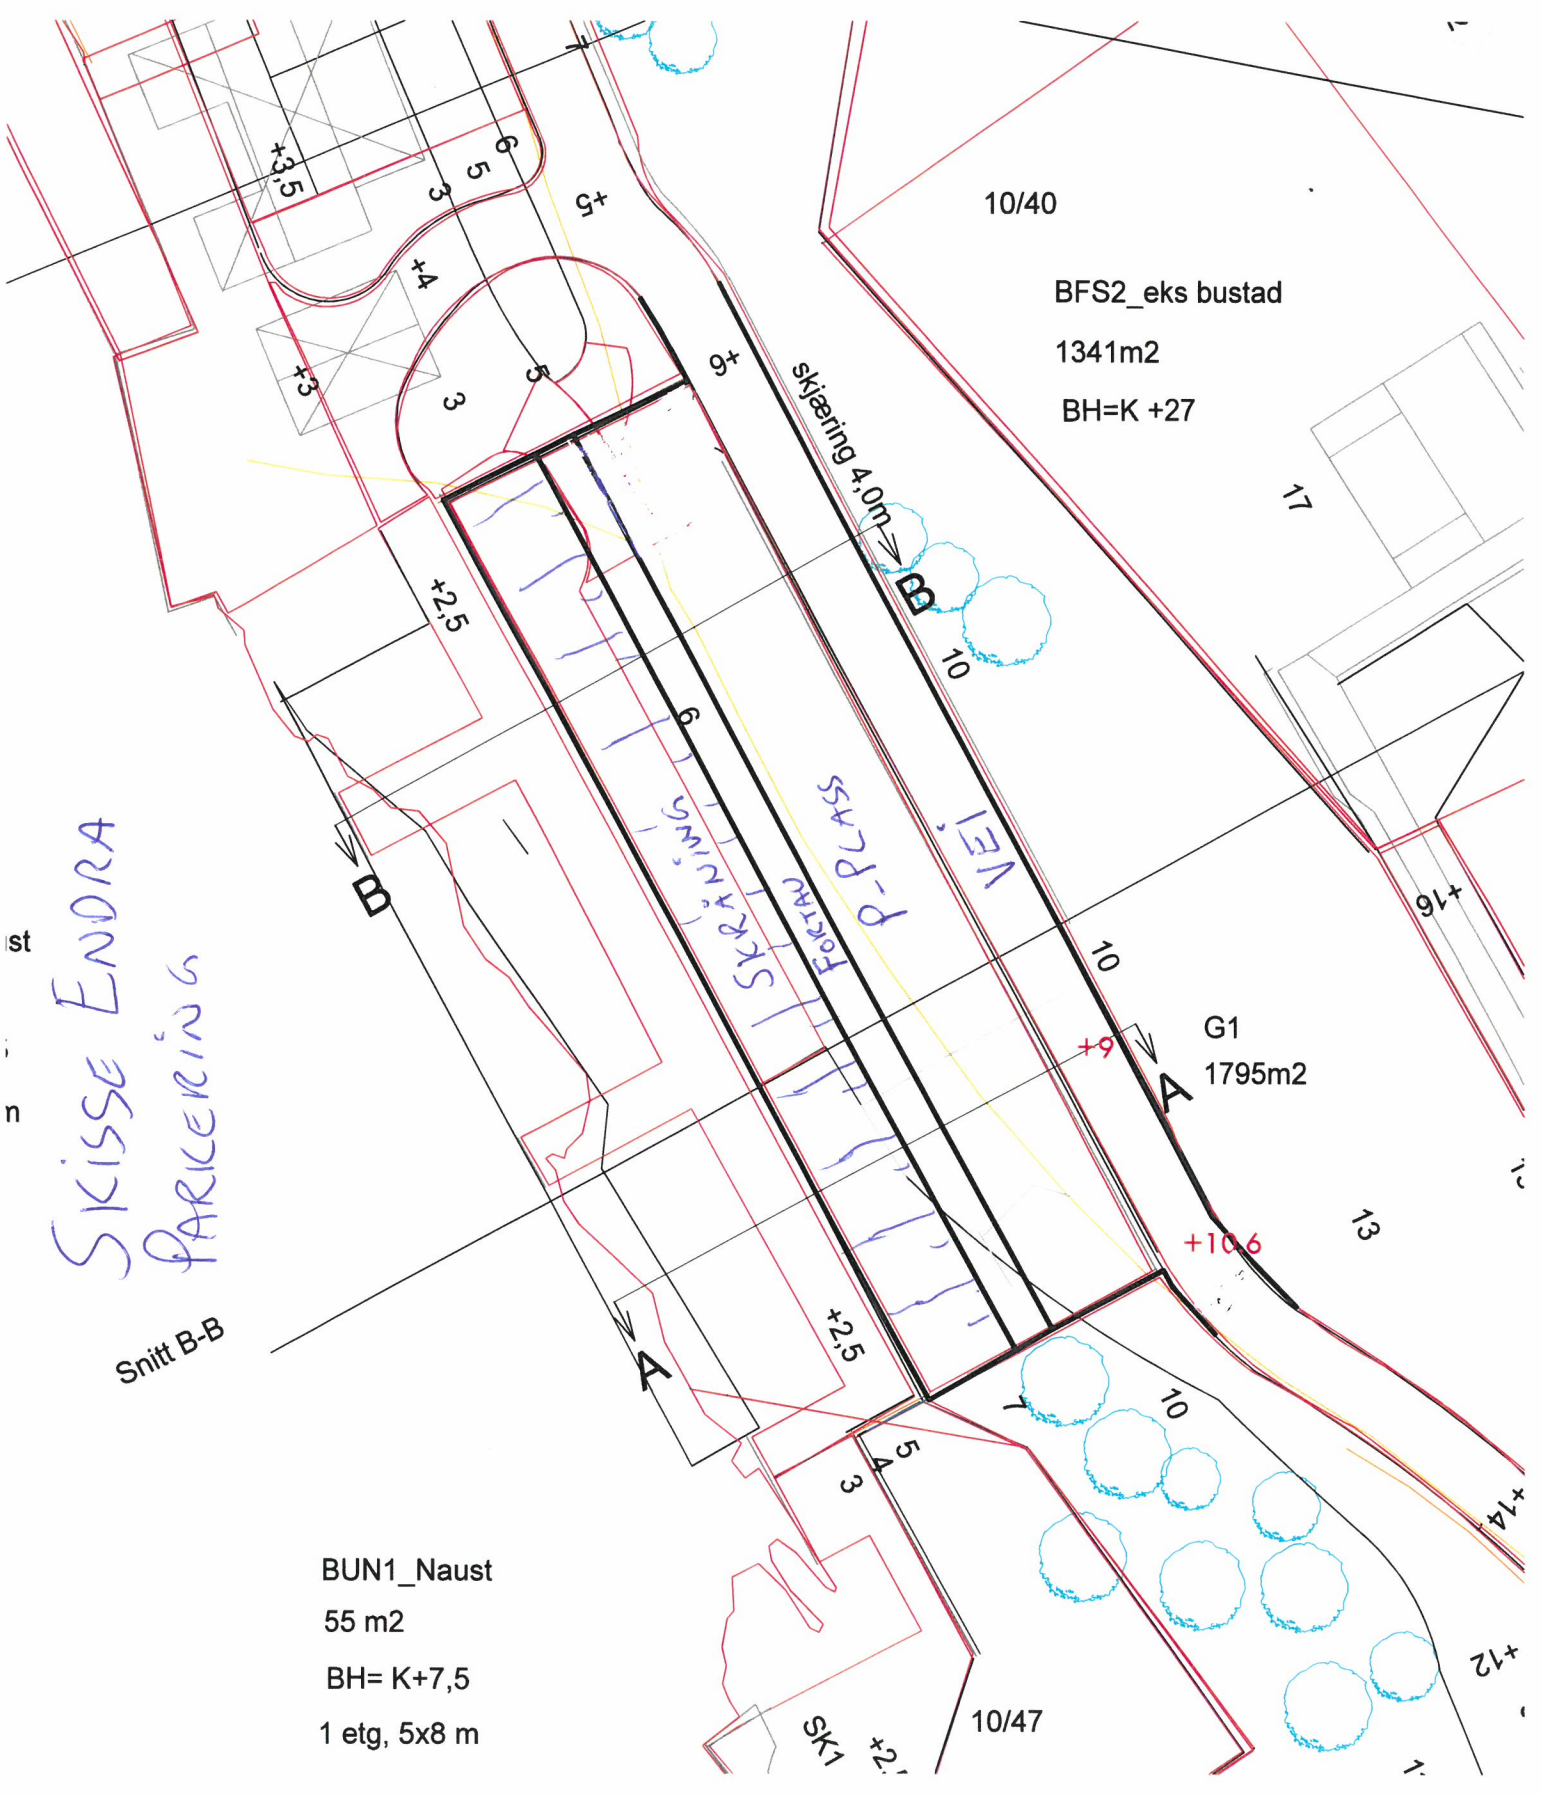 7
+3,5
6
5
3
+5
10/40
+4
BFS2_eks bustad
1341m2
BH=K +27
+6
skjæring 4,0m
+3
3
5
17
+2,5
B
10
6
SKRÅNING
FORTAU
P-PLASS
VEI
SKISSE ENDRA
PARKERING
B
+16
10
st
n
+9
G1
1795m2
A
+10.6
13
+2,5
A
Snitt B-B
7
10
5
4
3
+14
BUN1_Naust
55 m2
BH= K+7,5
1 etg, 5x8 m
+12
10/47
SK1